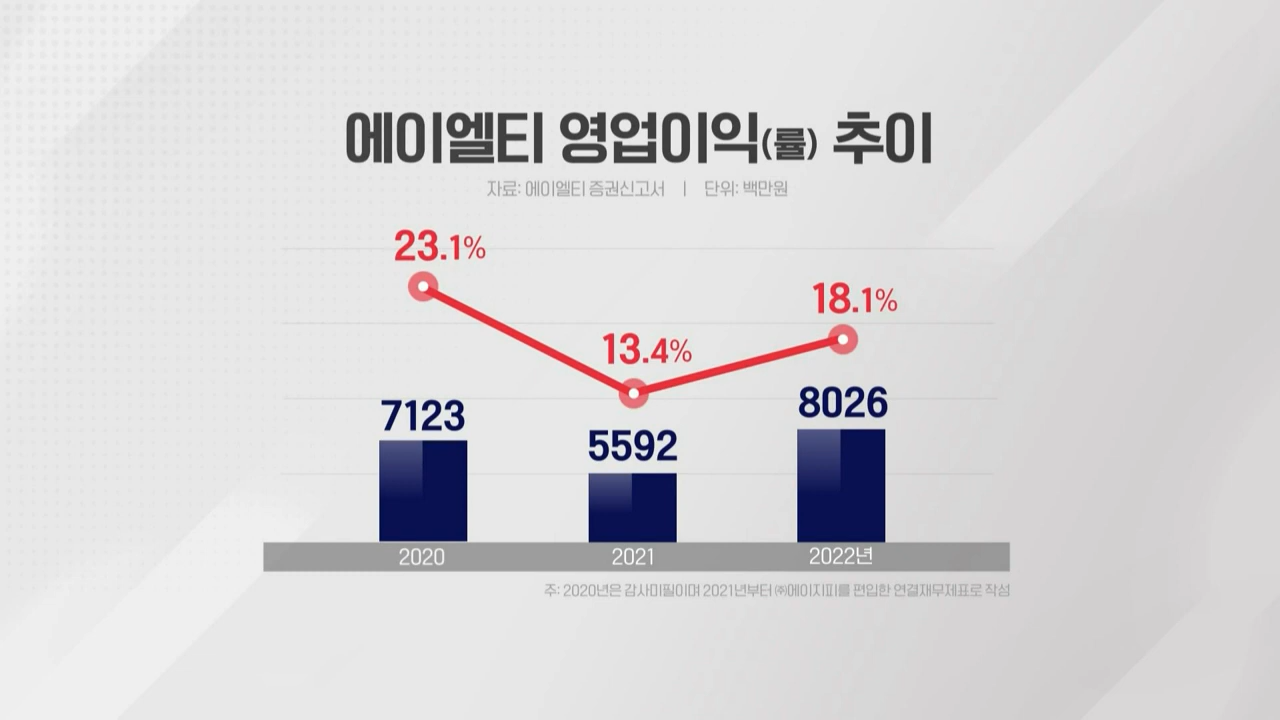 에이엘티 영업이익(률) 추이
자료: 에이엘티 증권신고서 | 단위: 백만원
23.1%
13.4%
18.1%
7123
5592
8026
2020
2021
2022년
주: 2020년은 감사미필이며 2021년부터 ㈜에이지피를 편입한 연결재무제표로 작성